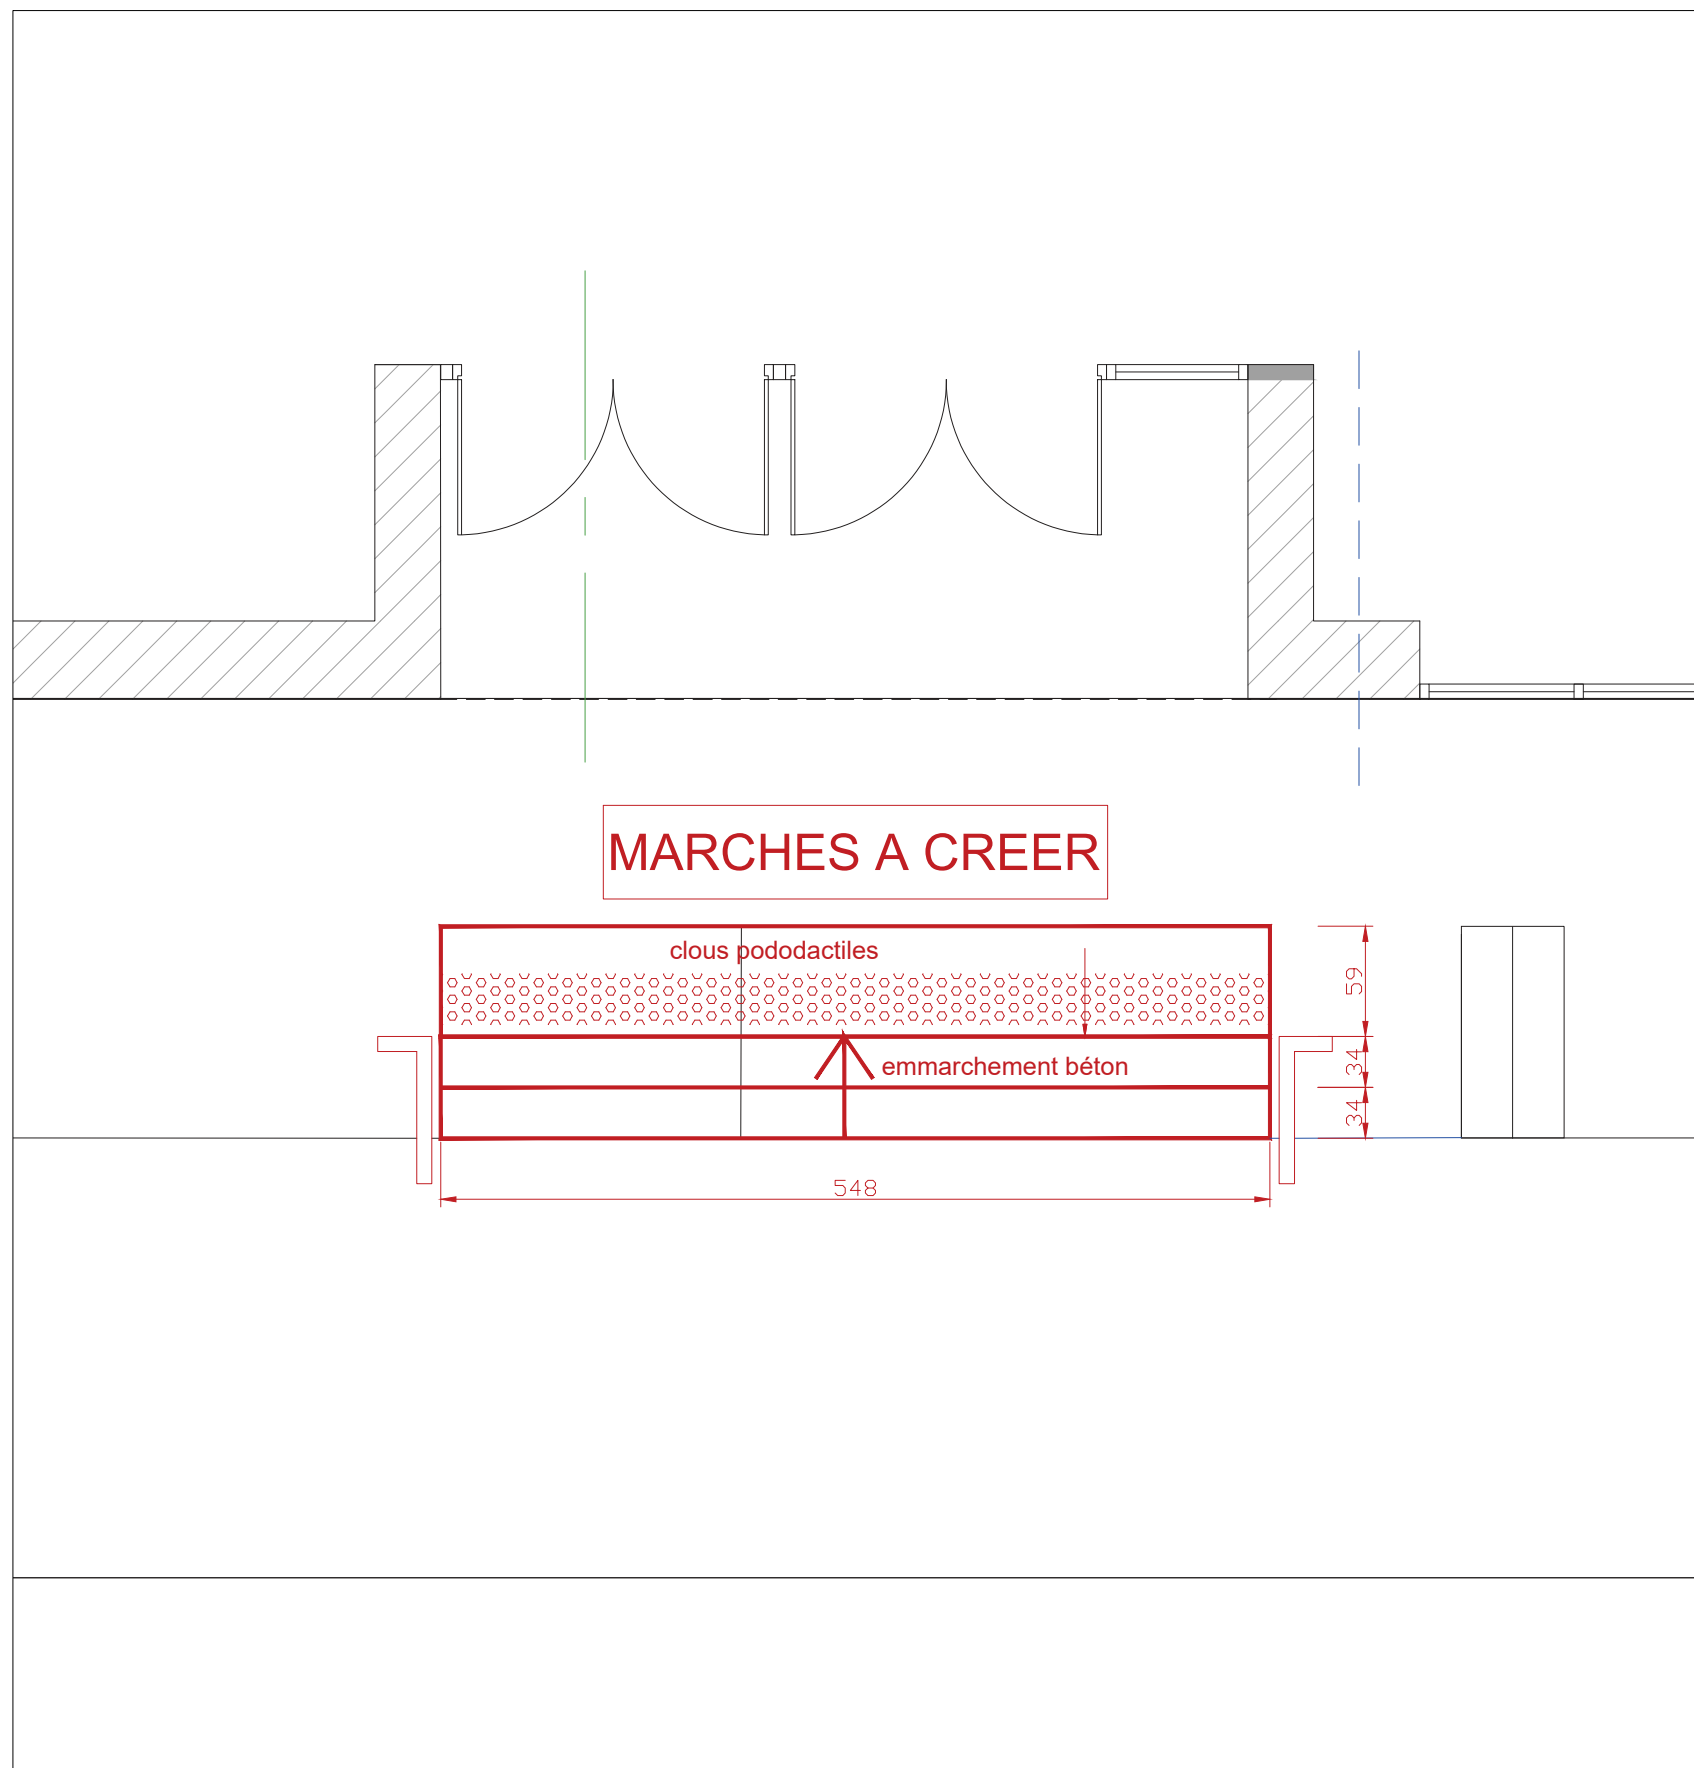 MARCHES A CREER
clous pododactiles
59
emmarchement béton
34
34
548